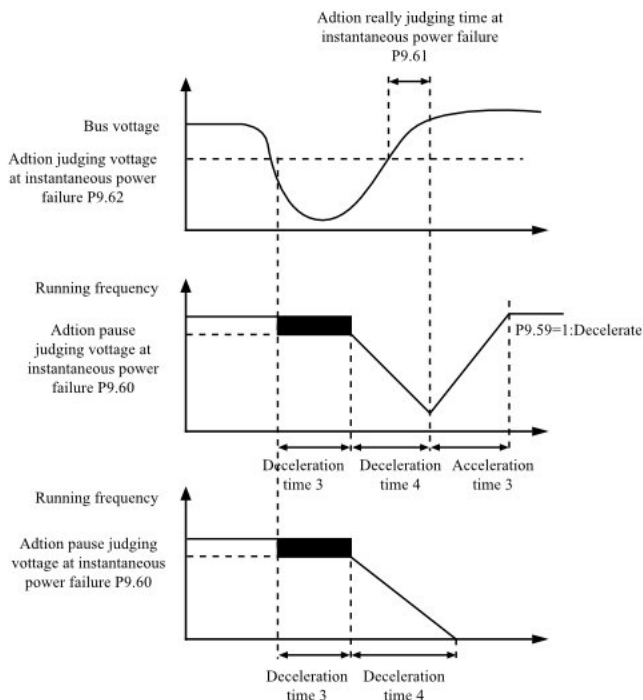 Adtion really judging time at
instantaneous power failure
P9.61
Bus vottage
Adtion judging vottage
at instantaneous power
failure P9.62
Running frequency
Adtion pause
judging vottage at
instantaneous power
failure P9.60
P9.59=1:Decelerate
Deceleration
time 3
Deceleration
time 4
Acceleration
time 3
Running frequency
Adtion pause judging
vottage at instantaneous
power failure P9.60
Deceleration
time 3
Deceleration
time 4